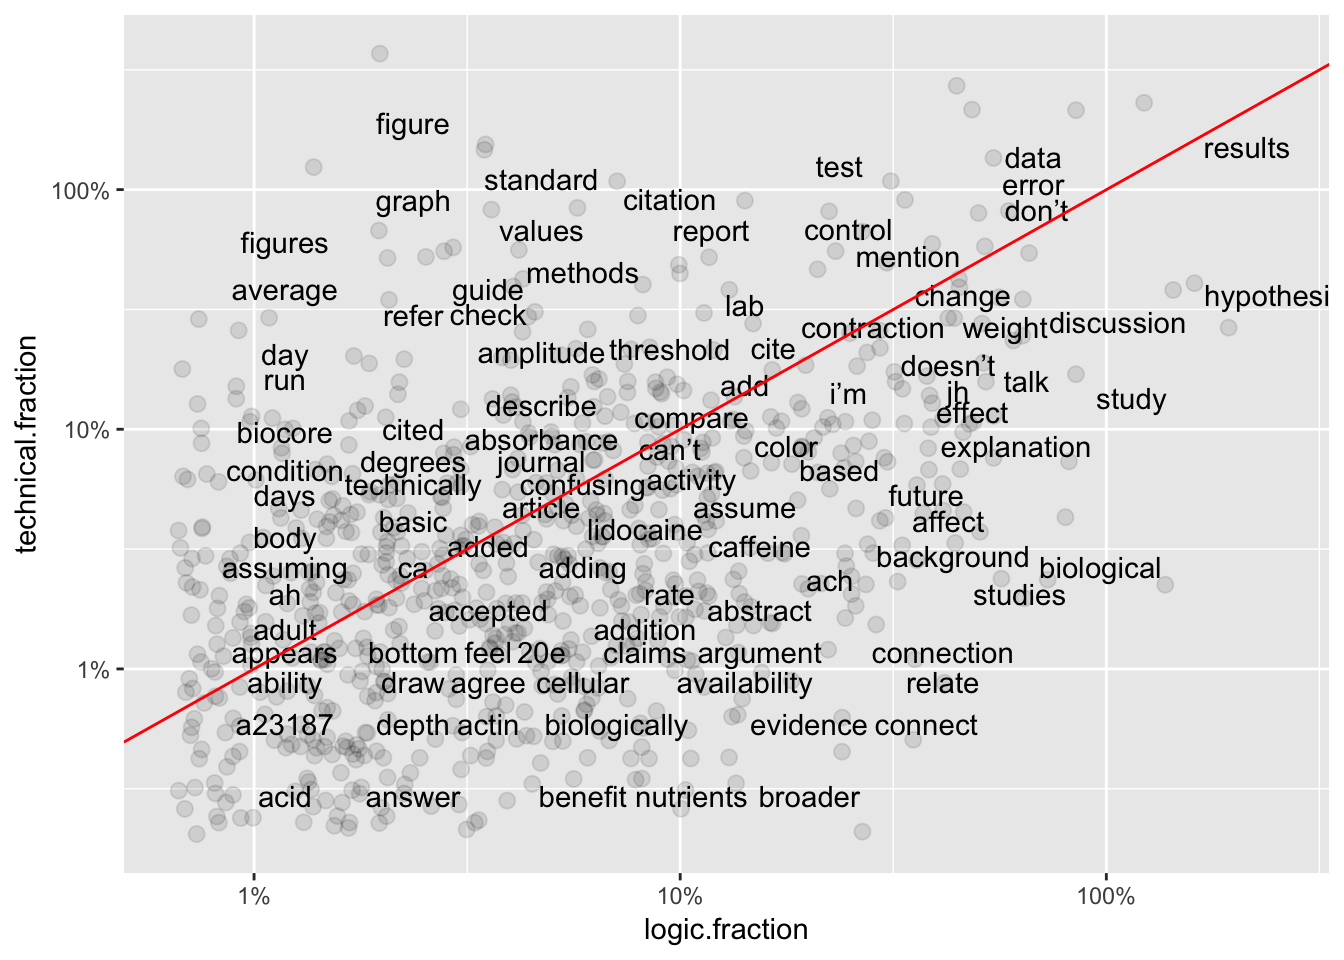 figure
test
data
results
standard
error
100%
graph
citation
don't
figures
values
report
control
methods
mention
average
guide
change
hypothesi
refer
check
lab
contraction
weight
discussion
day
amplitude
threshold
cite
doesn't
run
add
i'm
jh
talk
study
describe
compare
effect
10%
biocore
cited
absorbance
can't
color
explanation
condition
degrees
journal
activity
based
days
technically
confusing
article
assume
future
technical.fraction
body
basic
lidocaine
affect
added
caffeine
background
assuming
ca
adding
ach
biological
ah
accepted
rate
abstract
studies
adult
addition
1%
appears
bottom
feel
20e
claims
argument
connection
ability
draw
agree
cellular
availability
relate
a23187
depth
actin
biologically
evidence
connect
acid
answer
benefit
nutrients
broader
1%
10%
100%
logic.fraction